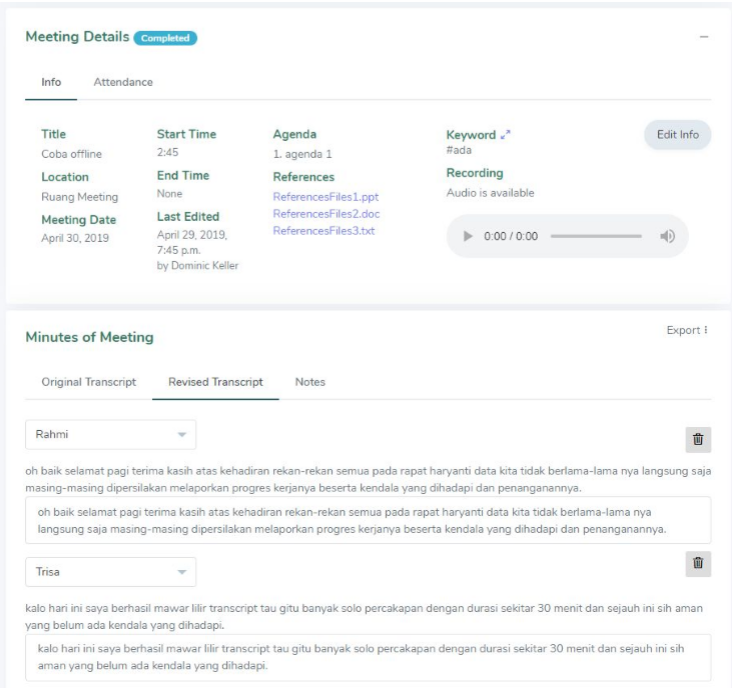 Meeting Details Completed
Info Attendance
Title
Coba offline
Location
Ruang Meeting
Meeting Date
April 30, 2019
Start Time
2:45
End Time
None
Last Edited
April 29, 2019,
7:45 p.m.
by Dominic Keller
Agenda
1. agenda 1
References
ReferencesFiles1.ppt
ReferencesFiles2.doc
ReferencesFiles3.txt
Keyword
#ada
Recording
Audio is available
0:00 / 0:00
Edit Info
Minutes of Meeting
Export
Original Transcript Revised Transcript Notes
Rahmi
oh baik selamat pagi terima kasih atas kehadiran rekan-rekan semua pada rapat haryanti data kita tidak berlama-lama nya langsung saja
masing-masing dipersilakan melaporkan progres kerjanya beserta kendala yang dihadapi dan penanganannya.
oh baik selamat pagi terima kasih atas kehadiran rekan-rekan semua pada rapat haryanti data kita tidak berlama-lama nya
langsung saja masing-masing dipersilakan melaporkan progres kerjanya beserta kendala yang dihadapi dan penanganannya.
Trisa
kalo hari ini saya berhasil mawar lilir transcript tau gitu banyak solo percakapan dengan durasi sekitar 30 menit dan sejauh ini sih aman
yang belum ada kendala yang dihadapi.
kalo hari ini saya berhasil mawar lilir transcript tau gitu banyak solo percakapan dengan durasi sekitar 30 menit dan sejauh ini sih
aman yang belum ada kendala yang dihadapi.